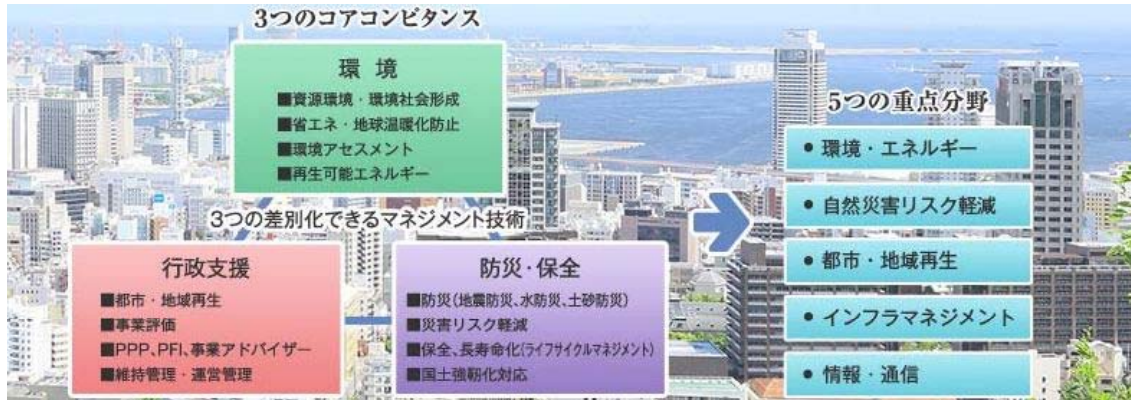 3つのコアコンピタンス
環 境
■資源環境・環境社会形成
■省エネ・地球温暖化防止
■環境アセスメント
■再生可能エネルギー
3つの差別化できるマネジメント技術
行政支援
■都市・地域再生
■事業評価
■PPP、PFI、事業アドバイザー
■維持管理・運営管理
防災・保全
■防災(地震防災、水防災、土砂防災)
■災害リスク軽減
■保全、長寿命化(ライフサイクルマネジメント)
■国土強靭化対応
5つの重点分野
• 環境・エネルギー
• 自然災害リスク軽減
• 都市・地域再生
• インフラマネジメント
• 情報・通信